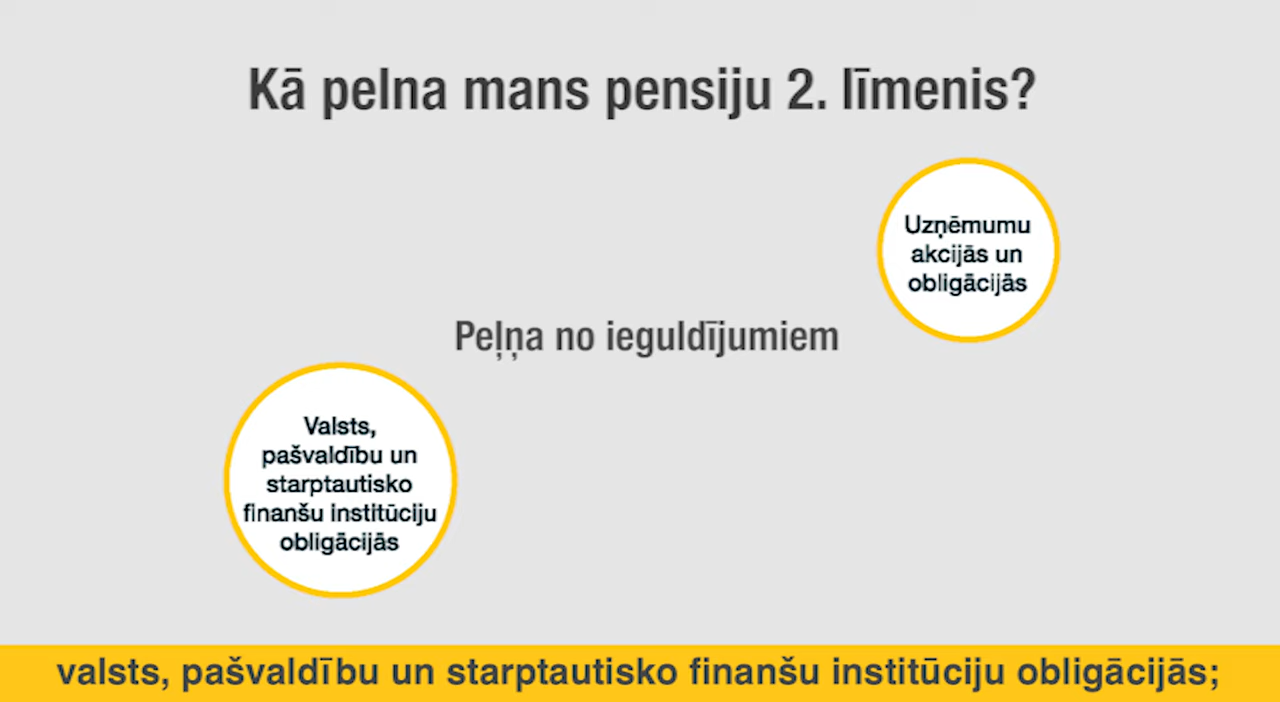 Kā pelna mans pensiju 2. līmenis?
Uzņēmumu
akcijās un
obligācijās
Peļņa no ieguldījumiem
Valsts,
pašvaldību un
starptautisko
finanšu institūciju
obligācijās
valsts, pašvaldību un starptautisko finanšu institūciju obligācijās;